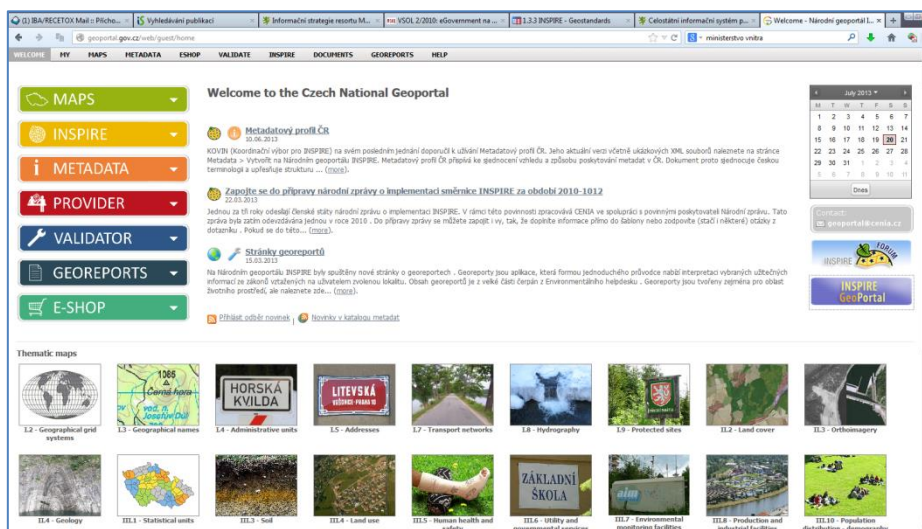 (1) IBA/RECETOX Mail :: Přícho...
Vyhledávání publikací
Informační strategie resortu M...
VSOL 2/2010: eGovernment na ...
1.3.3 INSPIRE - Geostandards
Celostátní informační systém p...
Welcome - Národní geoportál I...
geoportal.gov.cz/web/guest/home
ministerstvo vnitra
WELCOME MY MAPS METADATA ESHOP VALIDATE INSPIRE DOCUMENTS GEOREPORTS HELP
MAPS
INSPIRE
METADATA
PROVIDER
VALIDATOR
GEOREPORTS
E-SHOP
Welcome to the Czech National Geoportal
Metadatový profil ČR
10.06.2013
KOVIN (Koordinační výbor pro INSPIRE) na svém posledním jednání doporučil k užívání Metadatový profil ČR. Jeho aktuální verzi včetně ukázkových XML souborů naleznete na stránce
Metadata > Vytvořit na Národním geoportálu INSPIRE. Metadatový profil ČR přispívá ke sjednocení vzhledu a způsobu poskytování metadat v ČR. Dokument proto sjednocuje českou
terminologii a upřesňuje strukturu ... (more).
Zapojte se do přípravy národní zprávy o implementaci směrnice INSPIRE za období 2010-1012
22.03.2013
Jednou za tři roky odesílají členské státy národní zprávu o implementaci INSPIRE. V rámci této povinnosti zpracovává CENIA ve spolupráci s povinnými poskytovateli Národní zprávu. Tato
zpráva byla zatím odevzdávána jednou v roce 2010 . Do přípravy zprávy se můžete zapojit i vy, tak, že doplníte informace přímo do šablony nebo zodpovíte (stačí i některé) otázky z
dotazníku . Pokud se do této... (more).
Stránky georeportů
15.03.2013
Na Národním geoportálu INSPIRE byly spuštěny nové stránky o georeportech . Georeporty jsou aplikace, která formou jednoduchého průvodce nabízí interpretaci vybraných užitečných
informací ze zákonů vztažených na uživatelem zvolenou lokalitu. Obsah georeportů je z velké části čerpán z Environmentálního helpdesku . Georeporty jsou tvořeny zejména pro oblast
životního prostředí, ale naleznete zde... (more).
Přihlásit odběr novinek | Novinky v katalogu metadat
July 2013
M T W T F S S
1 2 3 4 5 6 7
8 9 10 11 12 13 14
15 16 17 18 19 20 21
22 23 24 25 26 27 28
29 30 31 1 2 3 4
5 6 7 8 9 10 11
Dnes
Contact:
geoportal@cenia.cz
INSPIRE FORUM
INSPIRE
GeoPortal
Thematic maps
1066
Černá hora
vod. n.
Josefův Důl
HORSKÁ
KVILDA
LITEVSKÁ
VRŠOVICE-PRAHA 10
I.2 - Geographical grid
systems
I.3 - Geographical names
I.4 - Administrative units
I.5 - Addresses
I.7 - Transport networks
I.8 - Hydrography
I.9 - Protected sites
II.2 - Land cover
II.3 - Orthoimagery
ZÁKLADNÍ
ŠKOLA
aim
II.4 - Geology
III.1 - Statistical units
III.3 - Soil
III.4 - Land use
III.5 - Human health and
safety
III.6 - Utility and
governmental services
III.7 - Environmental
monitoring facilities
III.8 - Production and
industrial facilities
III.10 - Population
distribution - demography